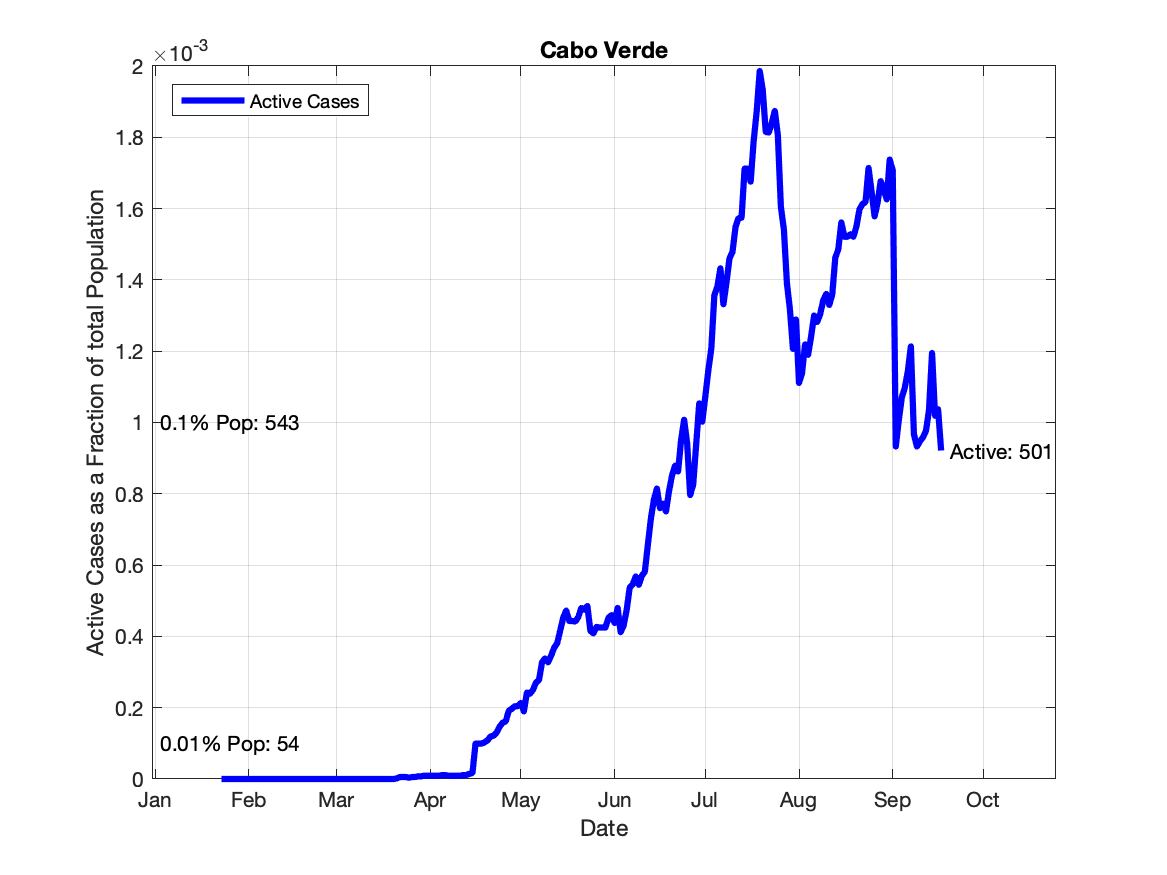 Cabo Verde
×10-3
Active Cases
2
1.8
1.6
1.4
1.2
1
0.8
0.6
0.4
0.2
0
0.1% Pop: 543
Active: 501
0.01% Pop: 54
Jan Feb Mar Apr May Jun Jul Aug Sep Oct
Date
Active Cases as a Fraction of total Population